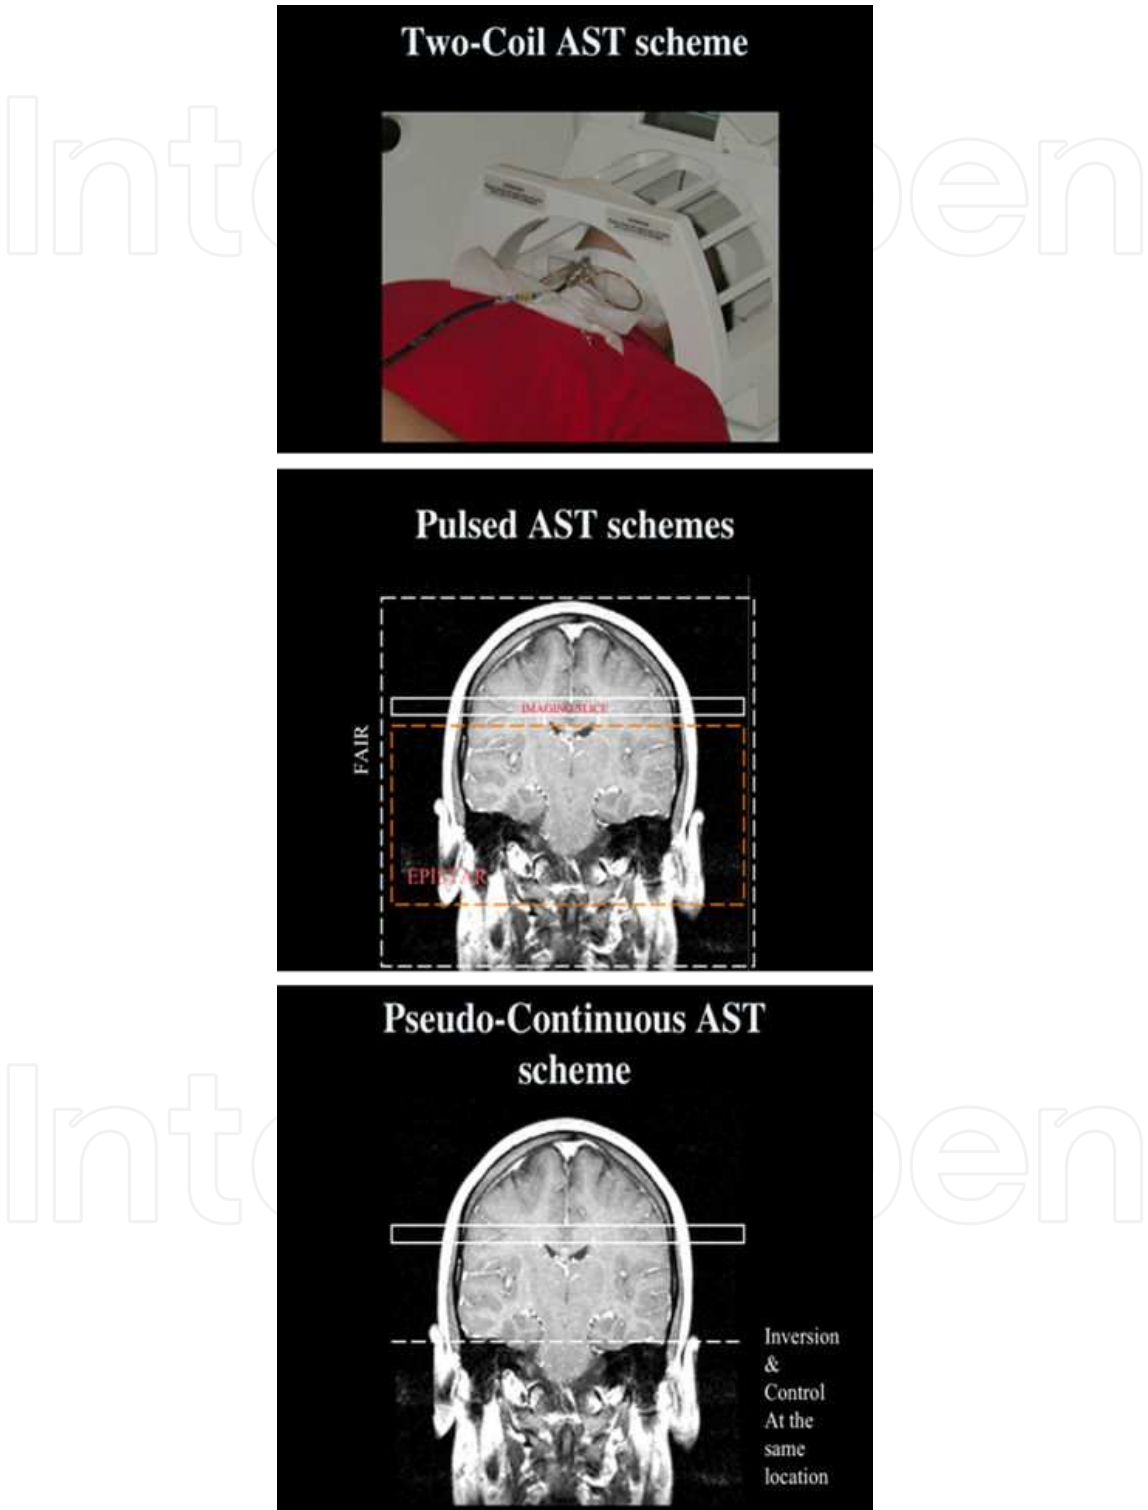 Two-Coil AST scheme
Pulsed AST schemes
FAIR
IMAGING SLICE
EPISTAR
Pseudo-Continuous AST
scheme
Inversion
&
Control
At the
same
location